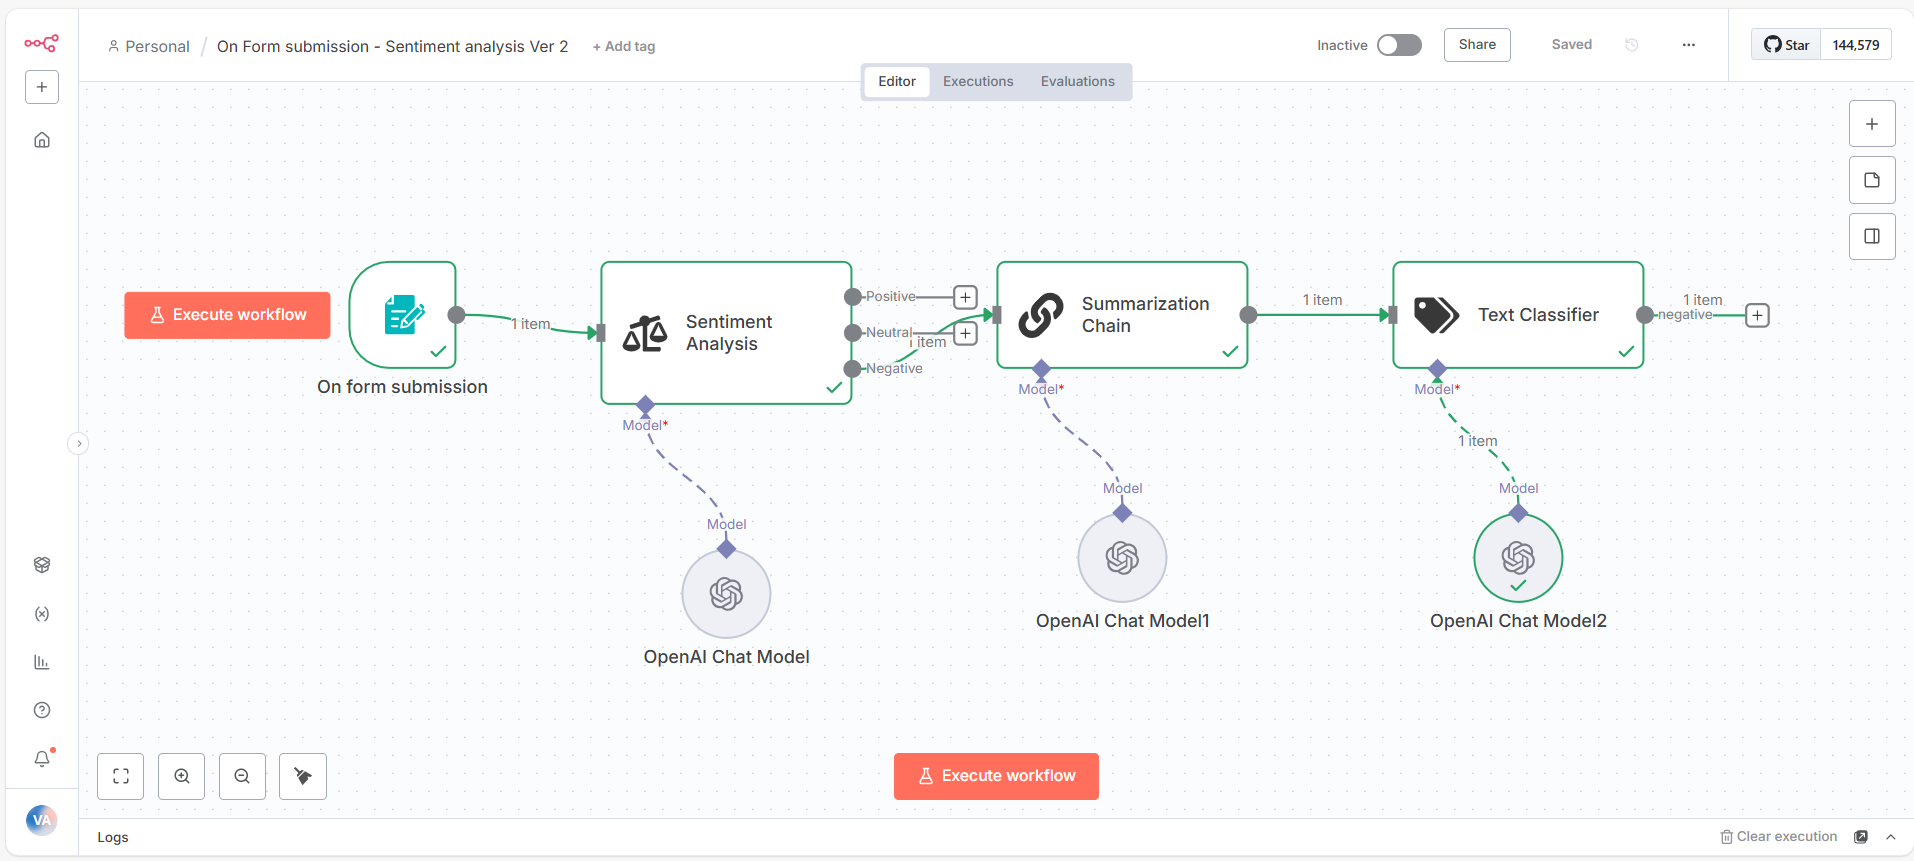 Personal / On Form submission - Sentiment analysis Ver 2 + Add tag
Inactive
Share
Saved
...
Star 144,579
Editor Executions Evaluations
Execute workflow
On form submission
1 item
Sentiment
Analysis
Positive
Neutral
Negative
1 item
Model*
Model
OpenAI Chat Model
Summarization
Chain
Model*
Model
OpenAI Chat Model1
1 item
Text Classifier
Model*
1 item
Model
OpenAI Chat Model2
1 item
negative
Execute workflow
VA
Logs
Clear execution